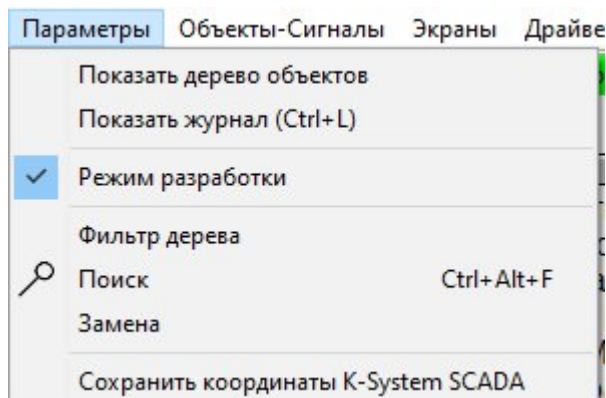 Параметры Объекты-Сигналы Экраны Драйве
Показать дерево объектов
Показать журнал (Ctrl+L)
Режим разработки
Фильтр дерева
Поиск Ctrl+Alt+F
Замена
Сохранить координаты K-System SCADA